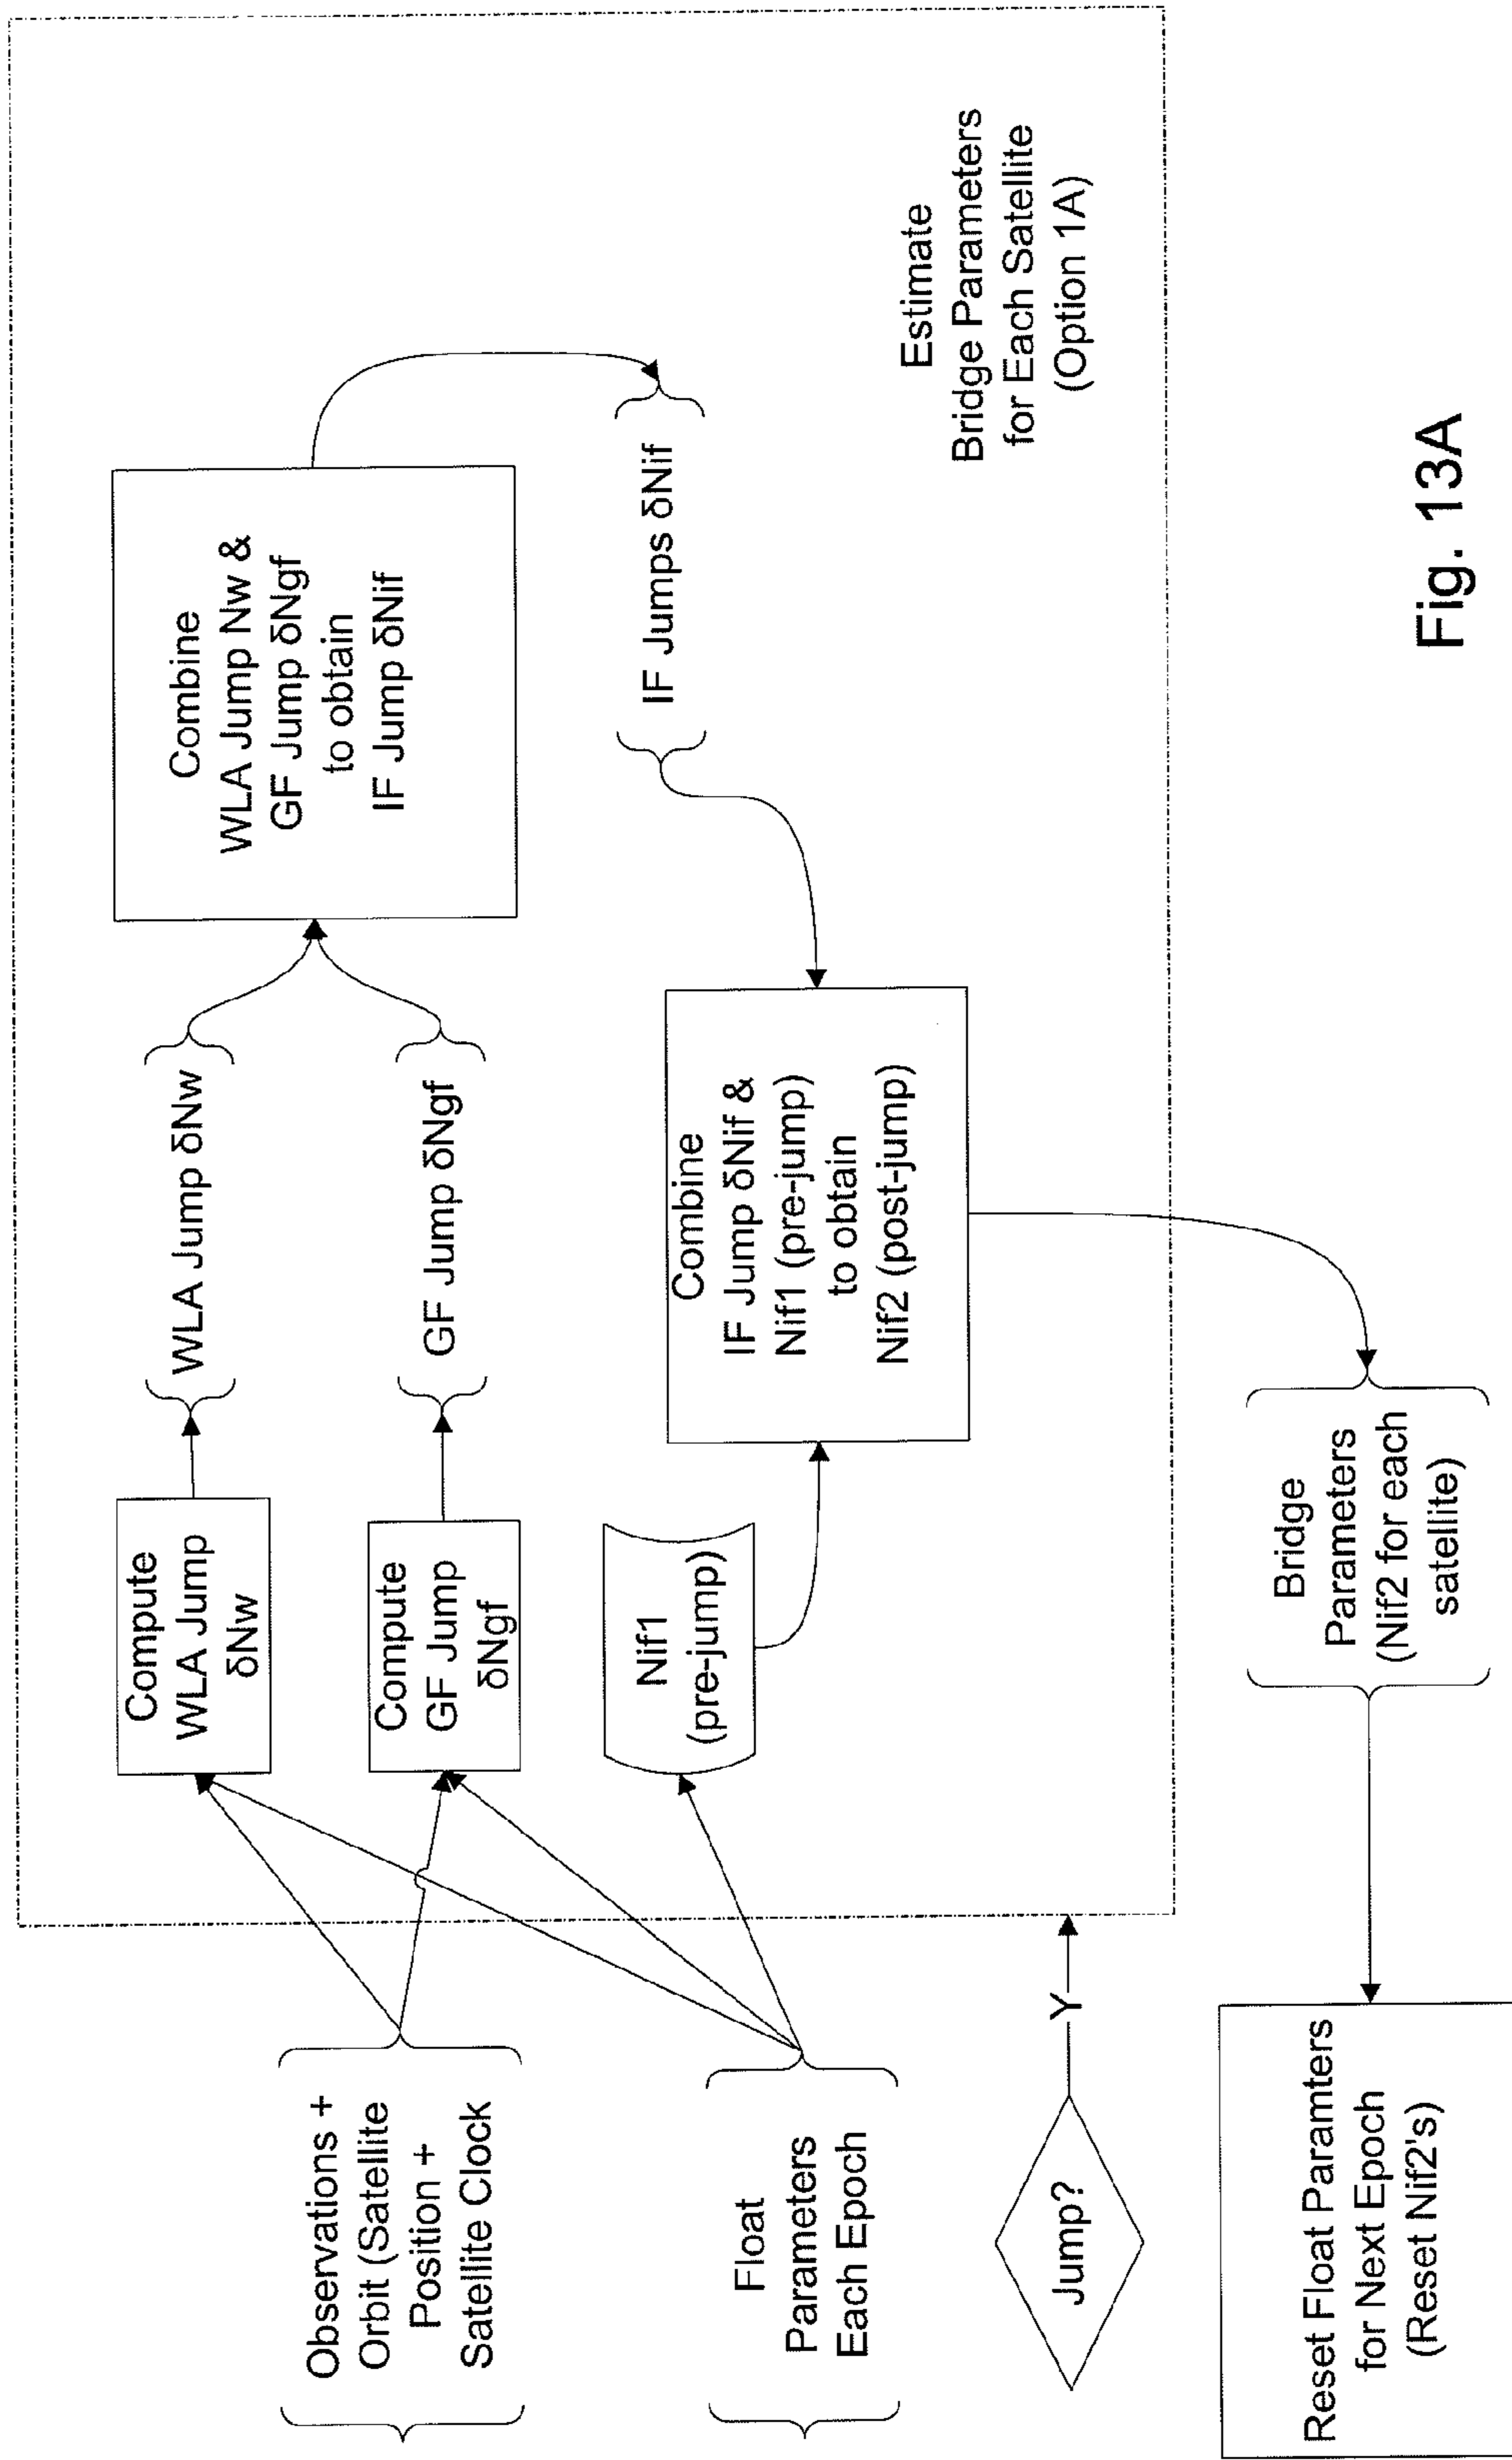 Observations +
Orbit (Satellite
Position +
Satellite Clock
Float
Parameters
Each Epoch
Jump?
Y
Compute
WLA Jump
δNw
Compute
GF Jump
δNgf
Nif1
(pre-jump)
WLA Jump δNw
GF Jump δNgf
Combine
WLA Jump Nw &
GF Jump δNgf
to obtain
IF Jump δNif
IF Jumps δNif
Combine
IF Jump δNif &
Nif1 (pre-jump)
to obtain
Nif2 (post-jump)
Estimate
Bridge Parameters
for Each Satellite
(Option 1A)
Bridge
Parameters
(Nif2 for each
satellite)
Reset Float Paramters
for Next Epoch
(Reset Nif2's)
Fig. 13A